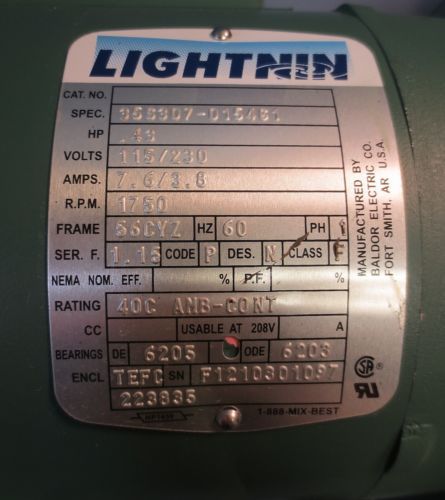 LIGHTNIN
CAT. NO.
SPEC. 35S307-0154G1
HP .43
VOLTS 115/230
AMPS. 7.6/3.8
R.P.M. 1750
FRAME 56CYZ HZ 60 PH 1
SER. F. 1.15 CODE P DES. N CLASS F
NEMA NOM. EFF. % P.F. %
RATING 40C AMB-CONT
CC USABLE AT 208V A
BEARINGS DE 6205 ODE 6203
ENCL TEFC SN F1210301097
223835
1-888-MIX-BEST
MANUFACTURED BY
BALDOR ELECTRIC CO.
FORT SMITH, AR U.S.A.